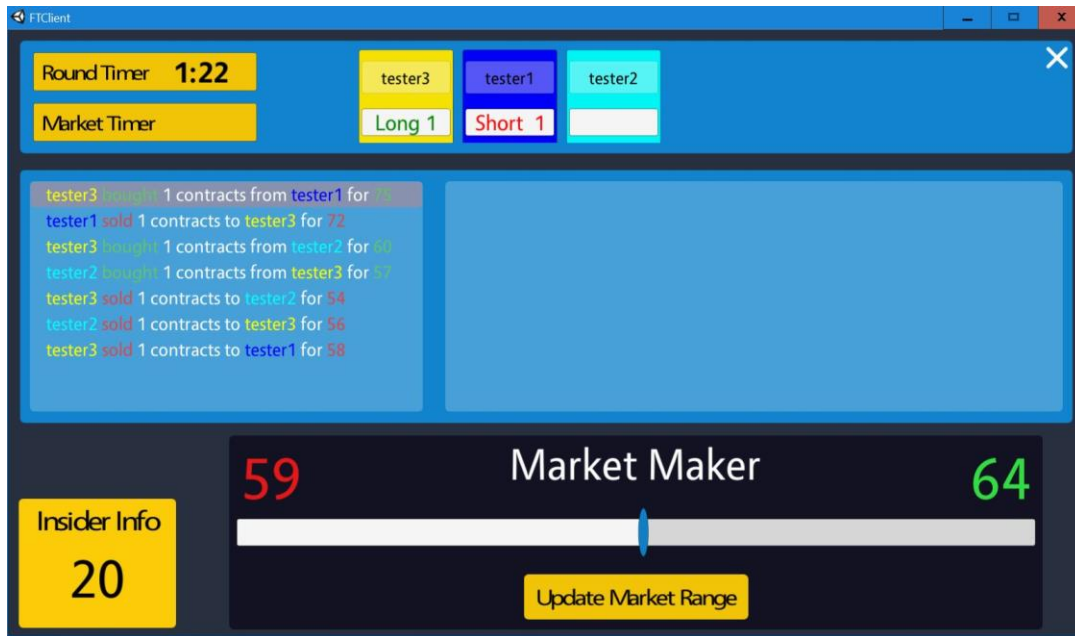 FTClient
Round Timer 1:22
tester3 tester1 tester2
Market Timer
Long 1 Short 1
tester3 bought 1 contracts from tester1 for 75
tester1 sold 1 contracts to tester3 for 72
tester3 bought 1 contracts from tester2 for 60
tester2 bought 1 contracts from tester3 for 57
tester3 sold 1 contracts to tester2 for 54
tester2 sold 1 contracts to tester3 for 56
tester3 sold 1 contracts to tester1 for 58
59 Market Maker 64
Insider Info
20
Update Market Range